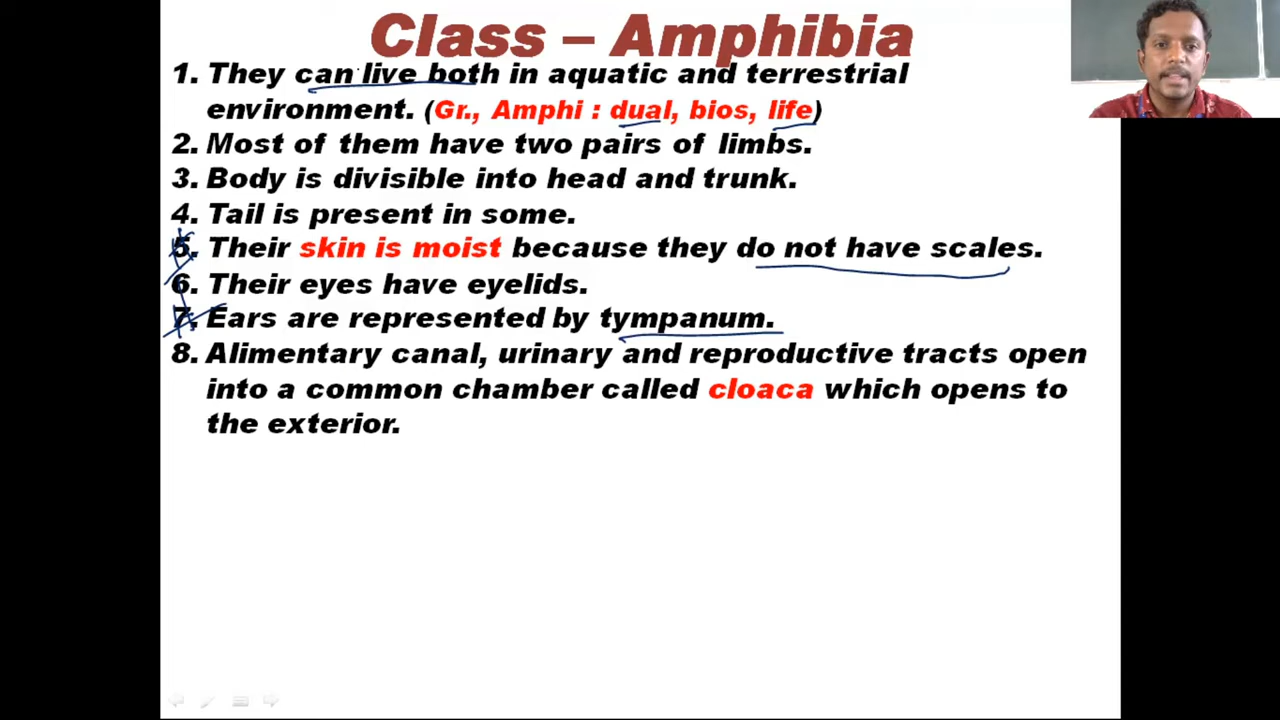 Class – Amphibia
1. They can live both in aquatic and terrestrial
environment. (Gr., Amphi : dual, bios, life)
2. Most of them have two pairs of limbs.
3. Body is divisible into head and trunk.
4. Tail is present in some.
5. Their skin is moist because they do not have scales.
6. Their eyes have eyelids.
7. Ears are represented by tympanum.
8. Alimentary canal, urinary and reproductive tracts open
into a common chamber called cloaca which opens to
the exterior.